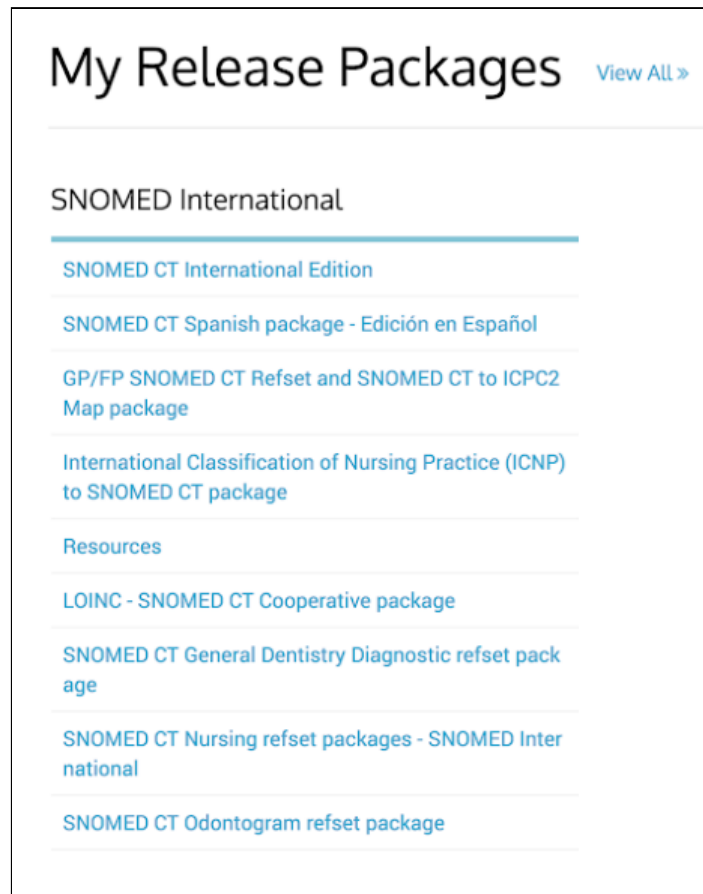 My Release Packages View All »
SNOMED International
SNOMED CT International Edition
SNOMED CT Spanish package - Edición en Español
GP/FP SNOMED CT Refset and SNOMED CT to ICPC2
Map package
International Classification of Nursing Practice (ICNP)
to SNOMED CT package
Resources
LOINC - SNOMED CT Cooperative package
SNOMED CT General Dentistry Diagnostic refset pack
age
SNOMED CT Nursing refset packages - SNOMED Inter
national
SNOMED CT Odontogram refset package